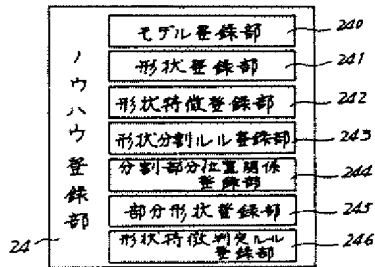 ノウハウ登録部
24
モデル登録部
240
形状登録部
241
形状特徴登録部
242
形状分割ルル登録部
243
分割部分位置関係
登録部
244
部分形状登録部
245
形状特徴判定ルール
登録部
246